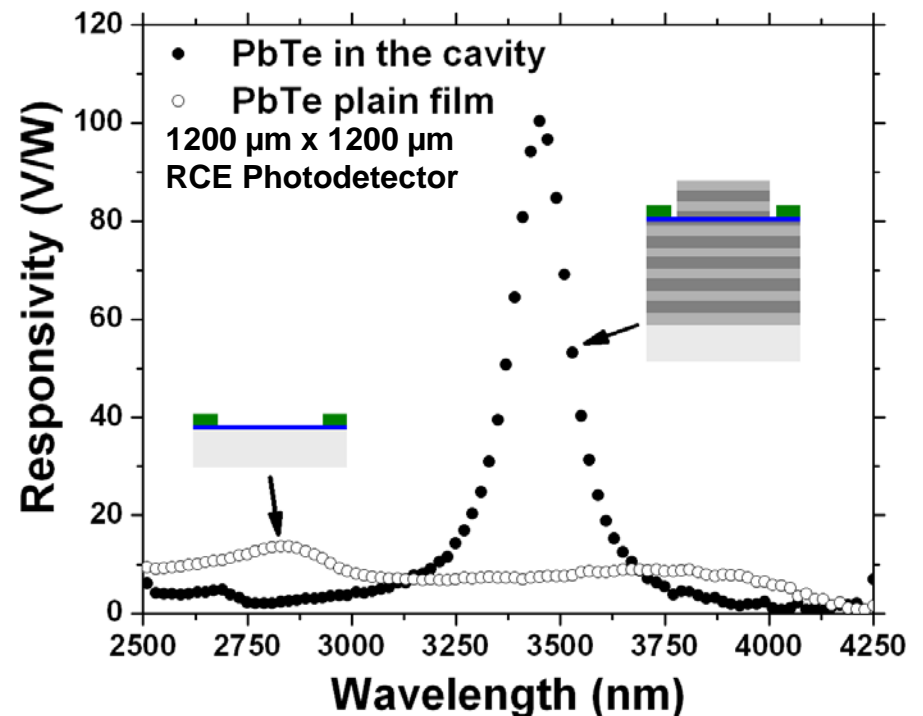 120
100
80
60
40
20
0
Responsivity (V/W)
● PbTe in the cavity
○ PbTe plain film
1200 µm x 1200 µm
RCE Photodetector
2500 2750 3000 3250 3500 3750 4000 4250
Wavelength (nm)